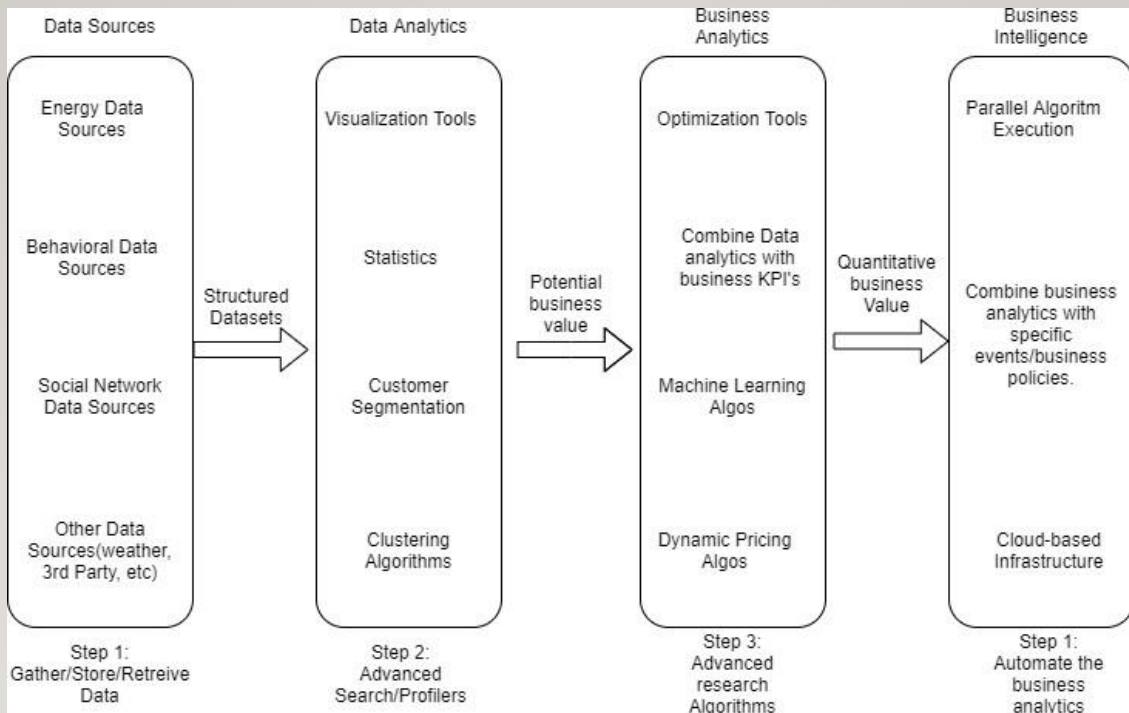 Data Sources
Energy Data
Sources
Behavioral Data
Sources
Social Network
Data Sources
Other Data
Sources(weather,
3rd Party, etc)
Step 1:
Gather/Store/Retreive
Data
Structured
Datasets
Data Analytics
Visualization Tools
Statistics
Customer
Segmentation
Clustering
Algorithms
Step 2:
Advanced
Search/Profilers
Potential
business
value
Business
Analytics
Optimization Tools
Combine Data
analytics with
business KPI's
Machine Learning
Algos
Dynamic Pricing
Algos
Step 3:
Advanced
research
Algorithms
Quantitative
business
Value
Business
Intelligence
Parallel Algoritm
Execution
Combine business
analytics with
specific
events/business
policies.
Cloud-based
Infrastructure
Step 1:
Automate the
business
analytics